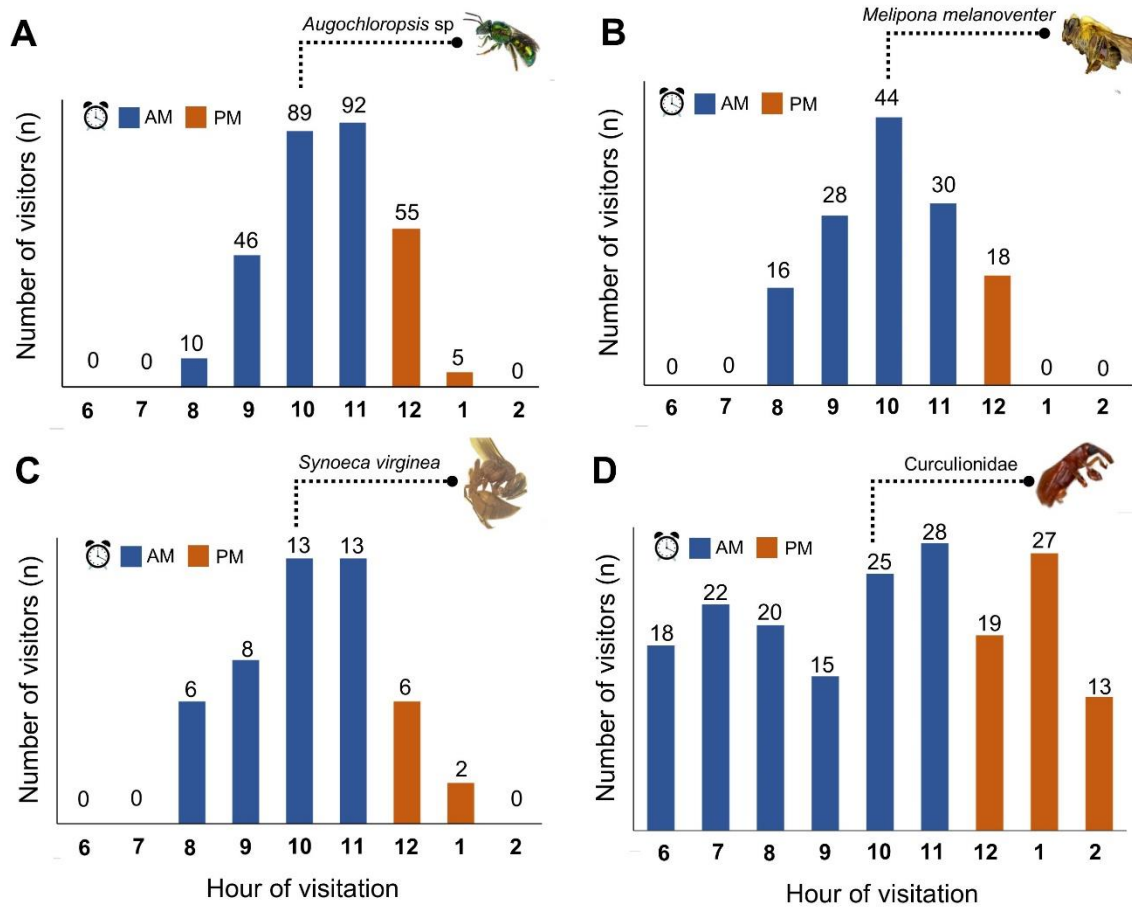 A
Augochloropsis sp
Number of visitors (n)
AM PM
0 0 10 46 89 92 55 5 0
6 7 8 9 10 11 12 1 2
B
Melipona melanoventer
Number of visitors (n)
AM PM
0 0 16 28 44 30 18 0 0
6 7 8 9 10 11 12 1 2
C
Synoeca virginea
Number of visitors (n)
AM PM
0 0 6 8 13 13 6 2 0
6 7 8 9 10 11 12 1 2
Hour of visitation
D
Curculionidae
Number of visitors (n)
AM PM
18 22 20 15 25 28 19 27 13
6 7 8 9 10 11 12 1 2
Hour of visitation